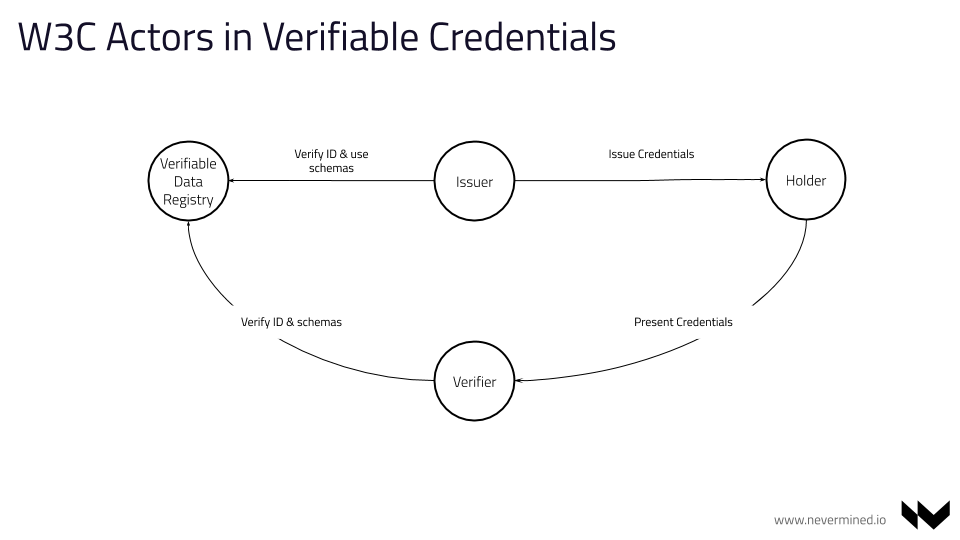 W3C Actors in Verifiable Credentials
Verifiable
Data
Registry
Verify ID & use
schemas
Issuer
Issue Credentials
Holder
Verify ID & schemas
Present Credentials
Verifier
www.nevermined.io